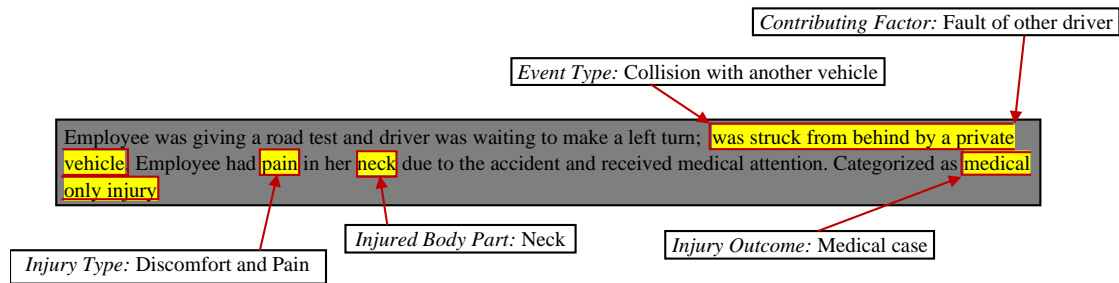 Contributing Factor: Fault of other driver
Event Type: Collision with another vehicle
Employee was giving a road test and driver was waiting to make a left turn; was struck from behind by a private
vehicle Employee had pain in her neck due to the accident and received medical attention. Categorized as medical
only injury
Injured Body Part: Neck
Injury Outcome: Medical case
Injury Type: Discomfort and Pain